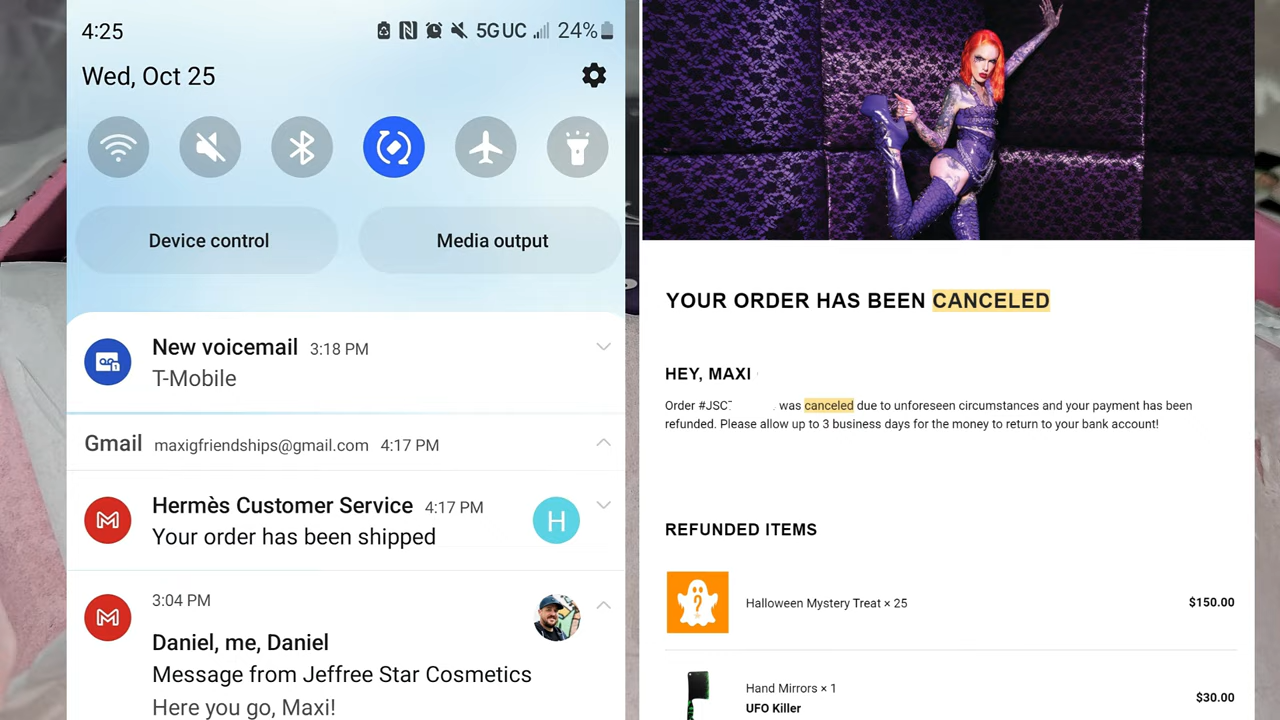 4:25
5G UC
24%
Wed, Oct 25
Device control
Media output
New voicemail 3:18 PM
T-Mobile
Gmail maxigfriendships@gmail.com 4:17 PM
Hermès Customer Service 4:17 PM
H
Your order has been shipped
3:04 PM
Daniel, me, Daniel
Message from Jeffree Star Cosmetics
Here you go, Maxi!
YOUR ORDER HAS BEEN CANCELED
HEY, MAXI
Order #JSC was canceled due to unforeseen circumstances and your payment has been
refunded. Please allow up to 3 business days for the money to return to your bank account!
REFUNDED ITEMS
?
Halloween Mystery Treat × 25
$150.00
Hand Mirrors × 1
UFO Killer
$30.00